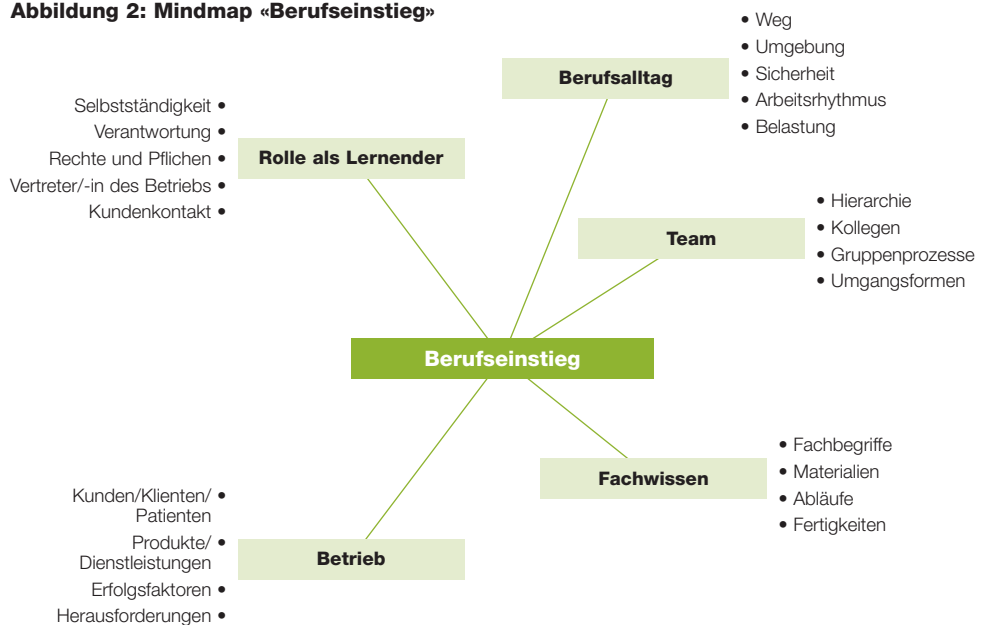 Abbildung 2: Mindmap «Berufseinstieg»
• Weg
• Umgebung
• Sicherheit
• Arbeitsrhythmus
• Belastung
Berufsalltag
Selbstständigkeit •
Verantwortung •
Rechte und Pflichen •
Vertreter/-in des Betriebs •
Kundenkontakt •
Rolle als Lernender
• Hierarchie
• Kollegen
• Gruppenprozesse
• Umgangsformen
Team
Berufseinstieg
• Fachbegriffe
• Materialien
• Abläufe
• Fertigkeiten
Fachwissen
Kunden/Klienten/ •
Patienten
Produkte/ •
Dienstleistungen
Erfolgsfaktoren •
Herausforderungen •
Betrieb